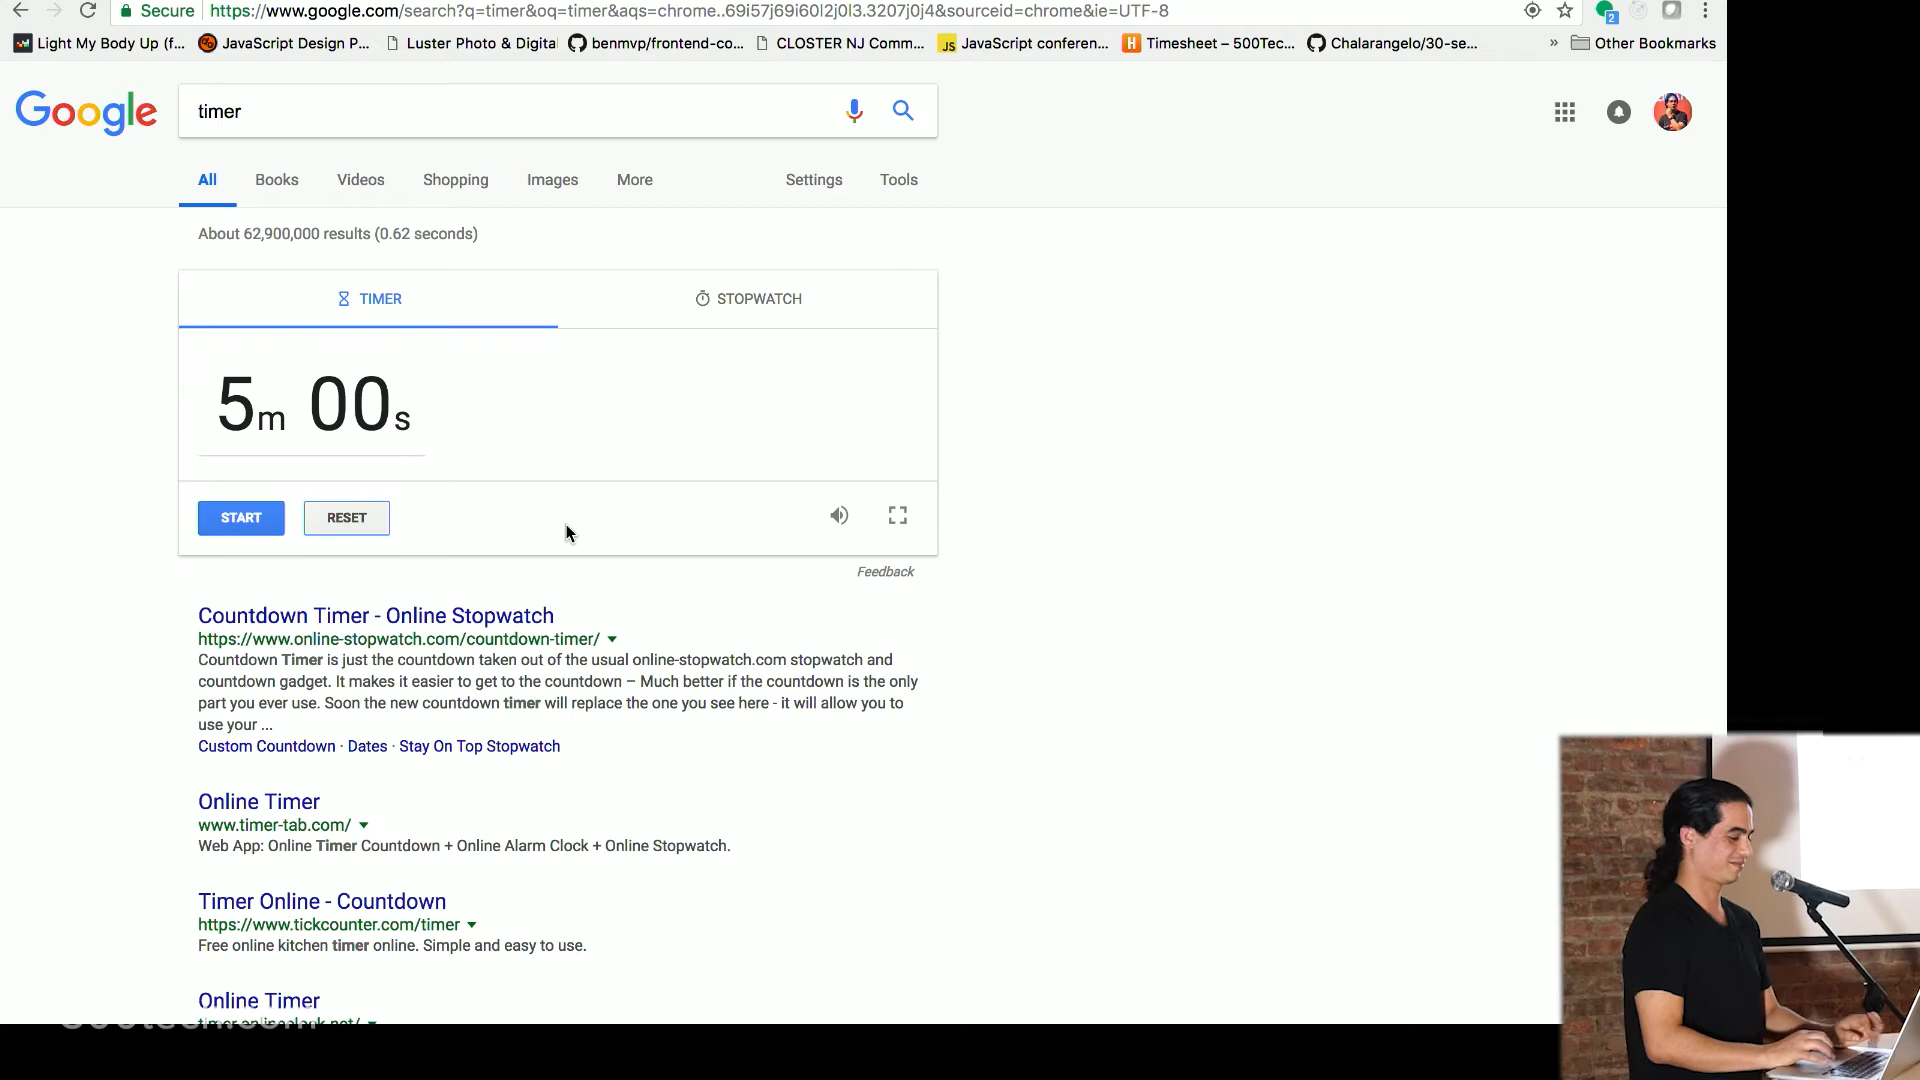 Secure https://www.google.com/search?q=timer&oq=timer&aqs=chrome..69i57j69i60l2j0l3.3207j0j4&sourceid=chrome&ie=UTF-8 2
Light My Body Up (f... JavaScript Design P... Luster Photo & Digita benmvp/frontend-co... CLOSTER NJ Comm... JS JavaScript conferen... H Timesheet – 500Tec... Chalarangelo/30-se... » Other Bookmarks
Google timer
All Books Videos Shopping Images More Settings Tools
About 62,900,000 results (0.62 seconds)
TIMER STOPWATCH
5m 00s
START RESET
Feedback
Countdown Timer - Online Stopwatch
https://www.online-stopwatch.com/countdown-timer/
Countdown Timer is just the countdown taken out of the usual online-stopwatch.com stopwatch and
countdown gadget. It makes it easier to get to the countdown – Much better if the countdown is the only
part you ever use. Soon the new countdown timer will replace the one you see here - it will allow you to
use your ...
Custom Countdown · Dates · Stay On Top Stopwatch
Online Timer
www.timer-tab.com/
Web App: Online Timer Countdown + Online Alarm Clock + Online Stopwatch.
Timer Online - Countdown
https://www.tickcounter.com/timer
Free online kitchen timer online. Simple and easy to use.
Online Timer